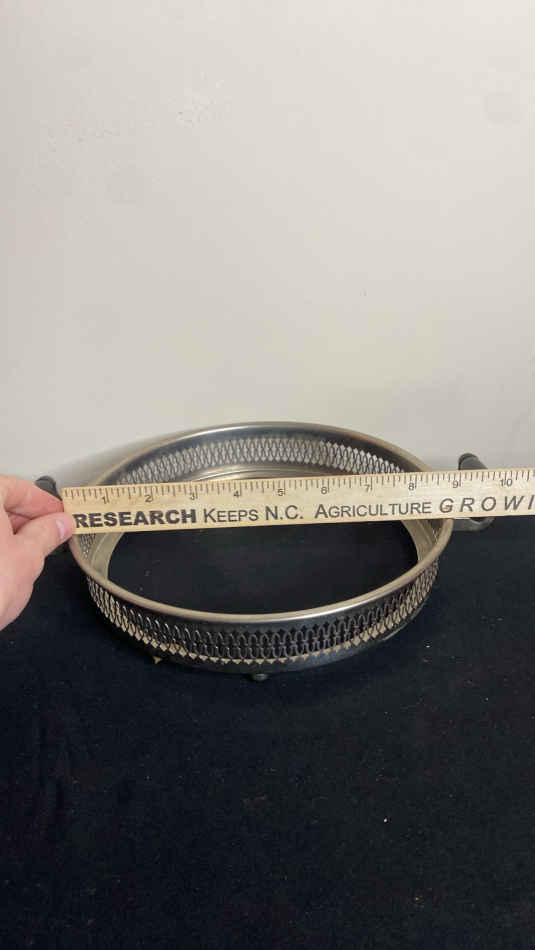 1 2 3 4 5 6 7 8 9 10
RESEARCH KEEPS N.C. AGRICULTURE GROWI